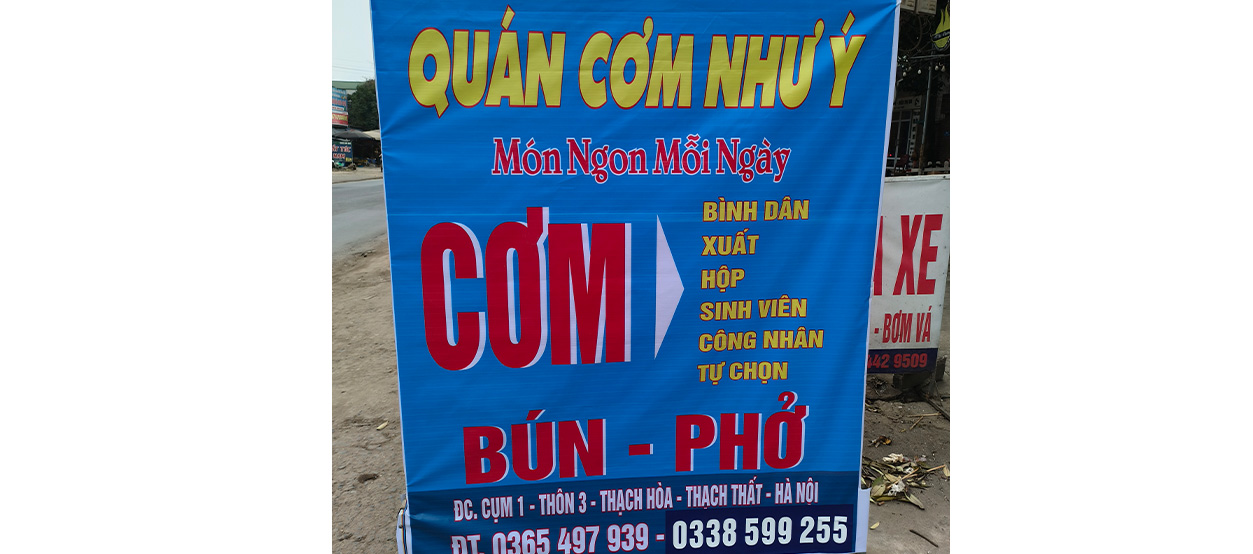 QUÁN CƠM NHƯ Ý
Món Ngon Mỗi Ngày
CƠM
BÌNH DÂN
XUẤT
HỘP
SINH VIÊN
CÔNG NHÂN
TỰ CHỌN
BÚN - PHỞ
ĐC. CỤM 1 - THÔN 3 - THẠCH HÒA - THẠCH THẤT - HÀ NỘI
ĐT. 0365 497 939 - 0338 599 255
XE
- BƠM VÁ
442 9509